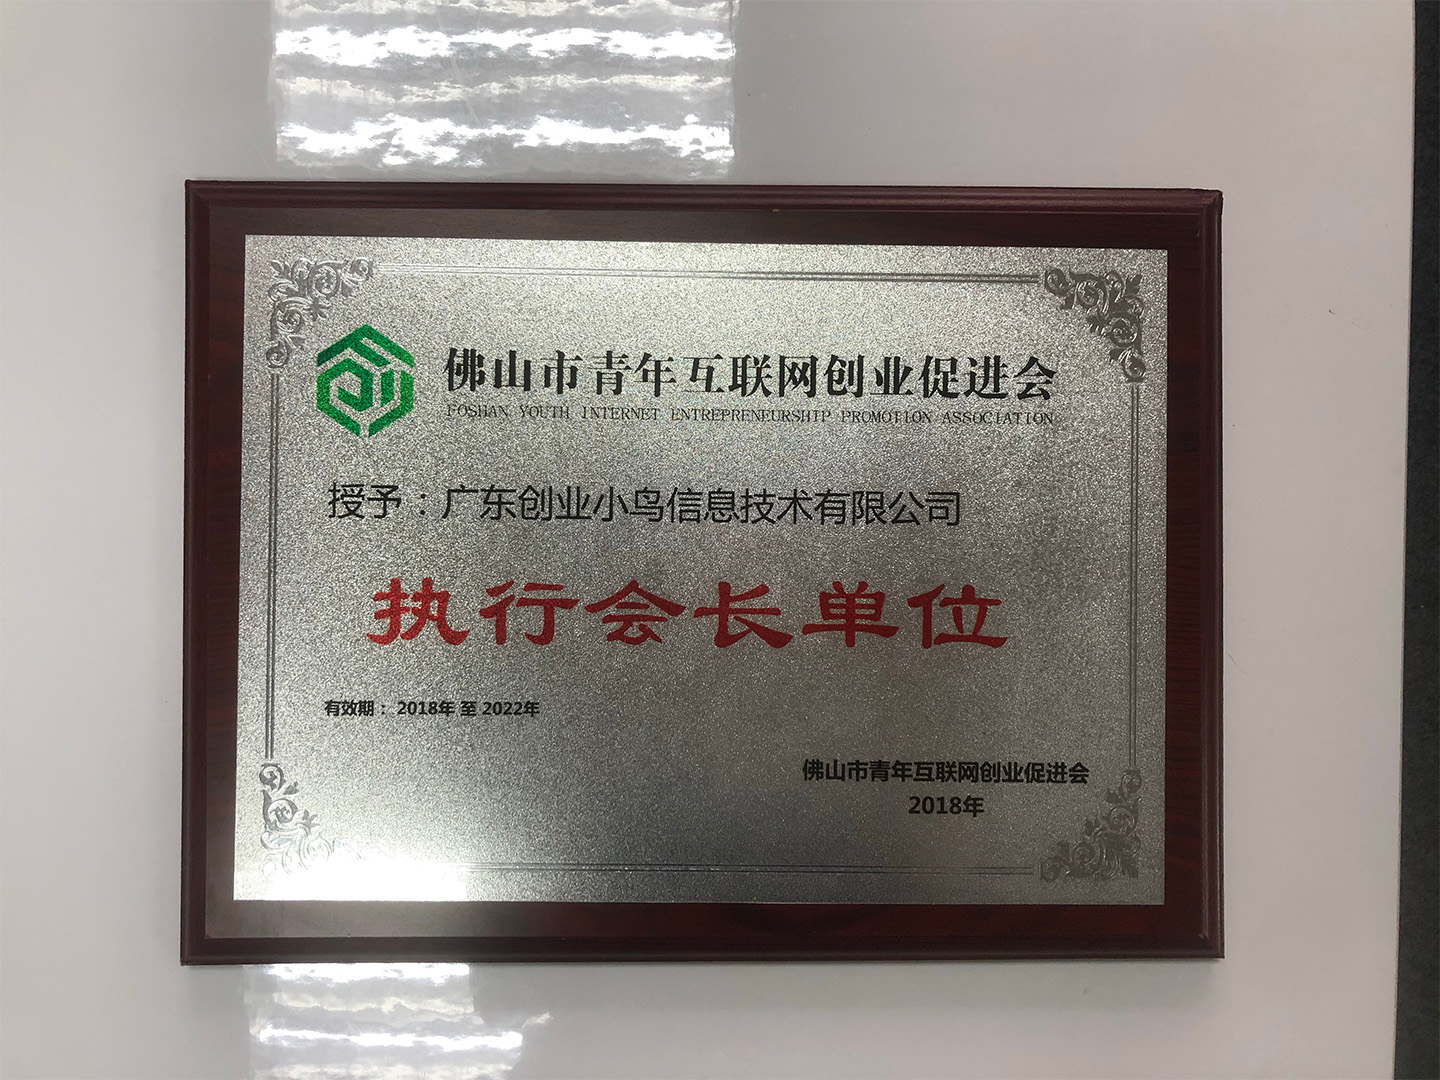 佛山市青年互联网创业促进会
FOSHAN YOUTH INTERNET ENTREPRENEURSHIP PROMOTION ASSOCIATION
授予：广东创业小鸟信息技术有限公司
执行会长单位
有效期： 2018年 至 2022年
佛山市青年互联网创业促进会
2018年